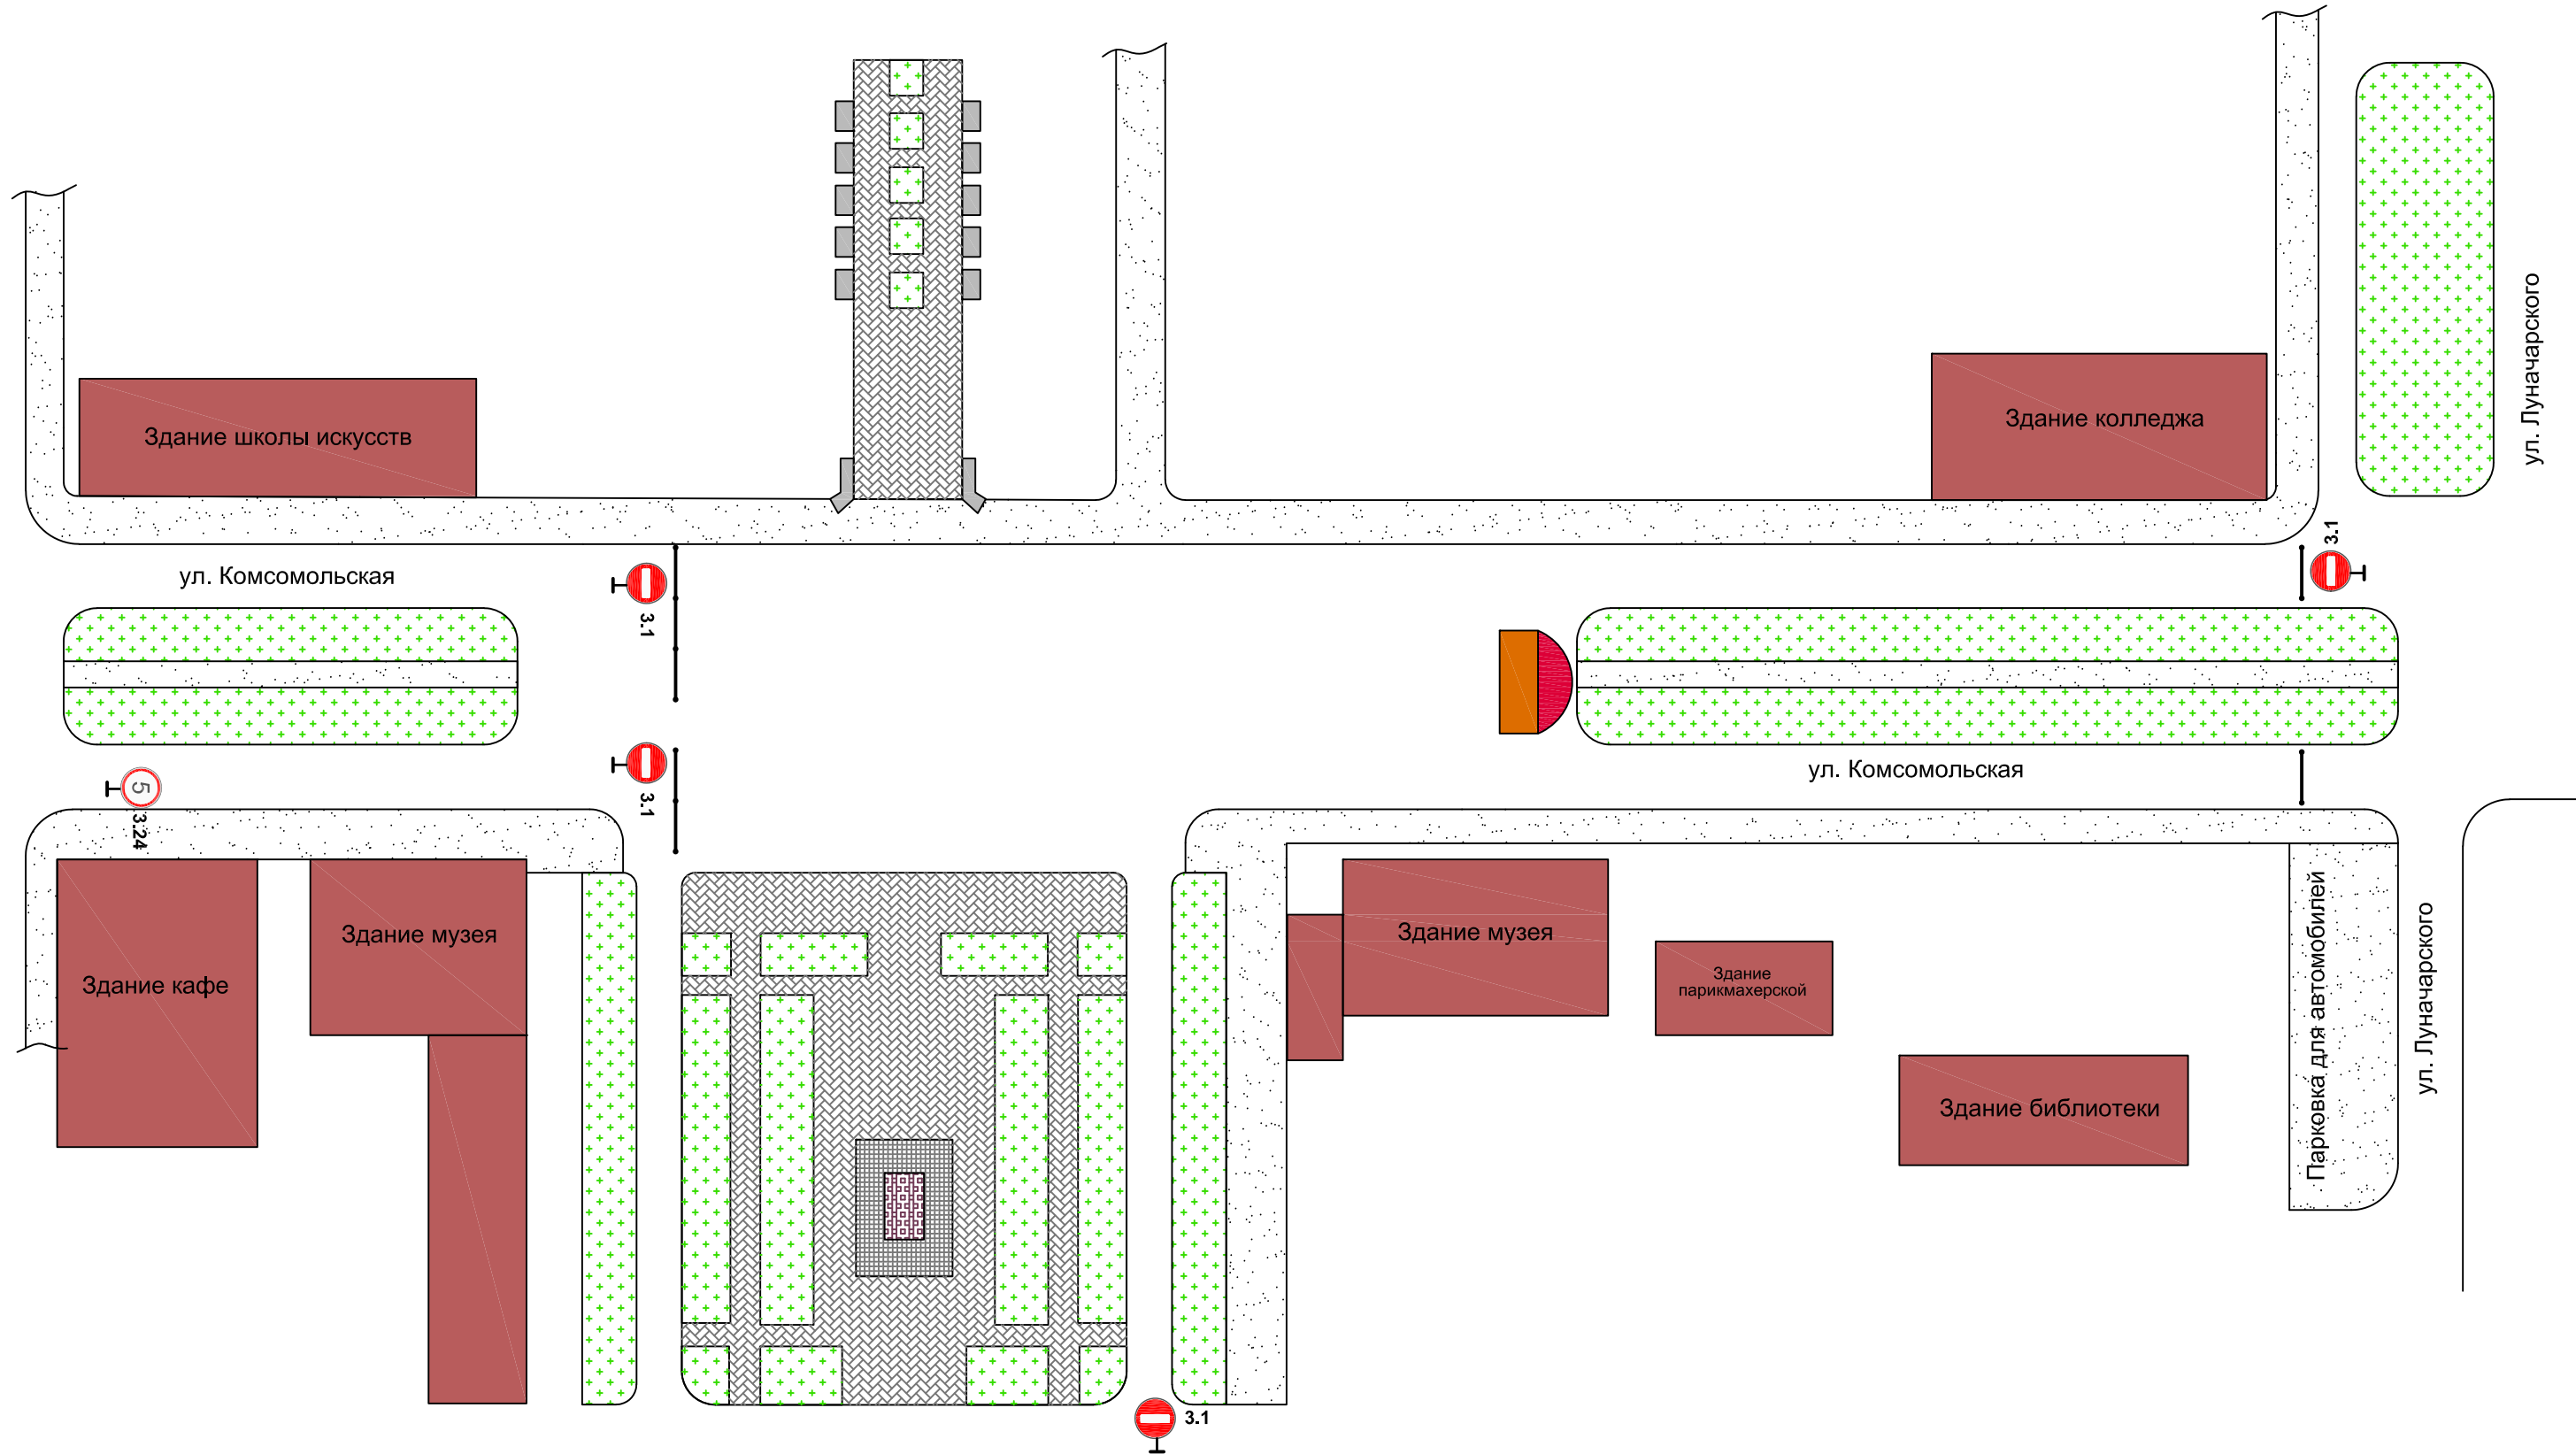 ул. Луначарского
Здание школы искусств
Здание колледжа
3.1
ул. Комсомольская
3.1
ул. Комсомольская
3.1
5
3.24
Здание музея
Здание кафе
Здание музея
Здание
парикмахерской
Здание библиотеки
Парковка для автомобилей
ул. Луначарского
3.1